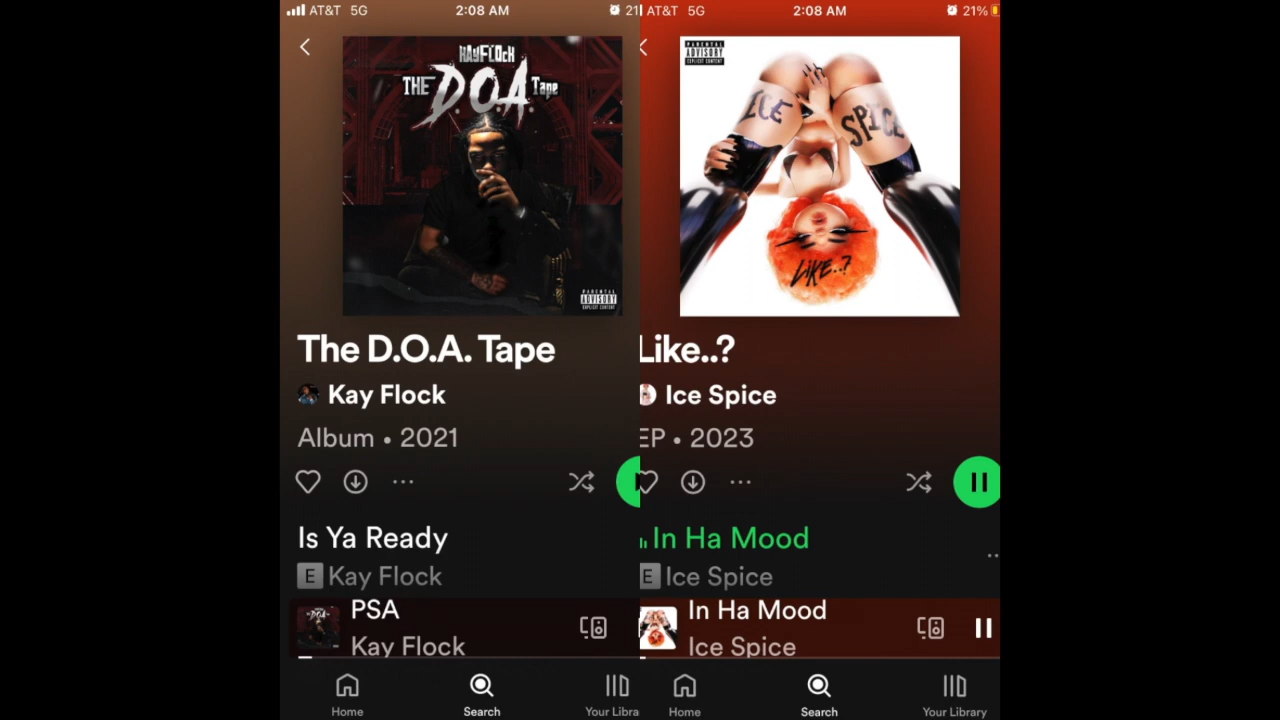 AT&T 5G
2:08 AM
21
KAYFLOCK
THE D.O.A. Tape
PARENTAL
ADVISORY
EXPLICIT CONTENT
The D.O.A. Tape
Kay Flock
Album • 2021
Is Ya Ready
E Kay Flock
PSA
Kay Flock
Home
Search
Your Libra
AT&T 5G
2:08 AM
21%
PARENTAL
ADVISORY
EXPLICIT CONTENT
ICE
SPICE
LIKE..?
Like..?
Ice Spice
EP • 2023
In Ha Mood
E Ice Spice
In Ha Mood
Ice Spice
Home
Search
Your Library